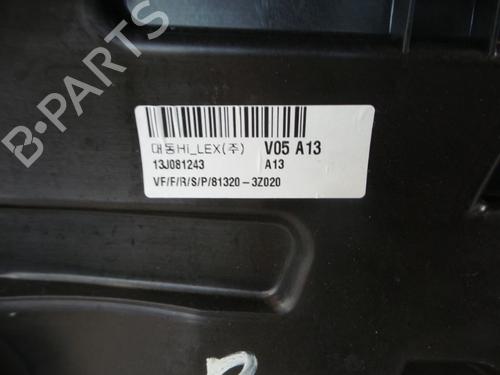 B-PARTS
대동Hi_LEX(주) V05 A13
13J081243 A13
VF/F/R/S/P/81320-3Z020